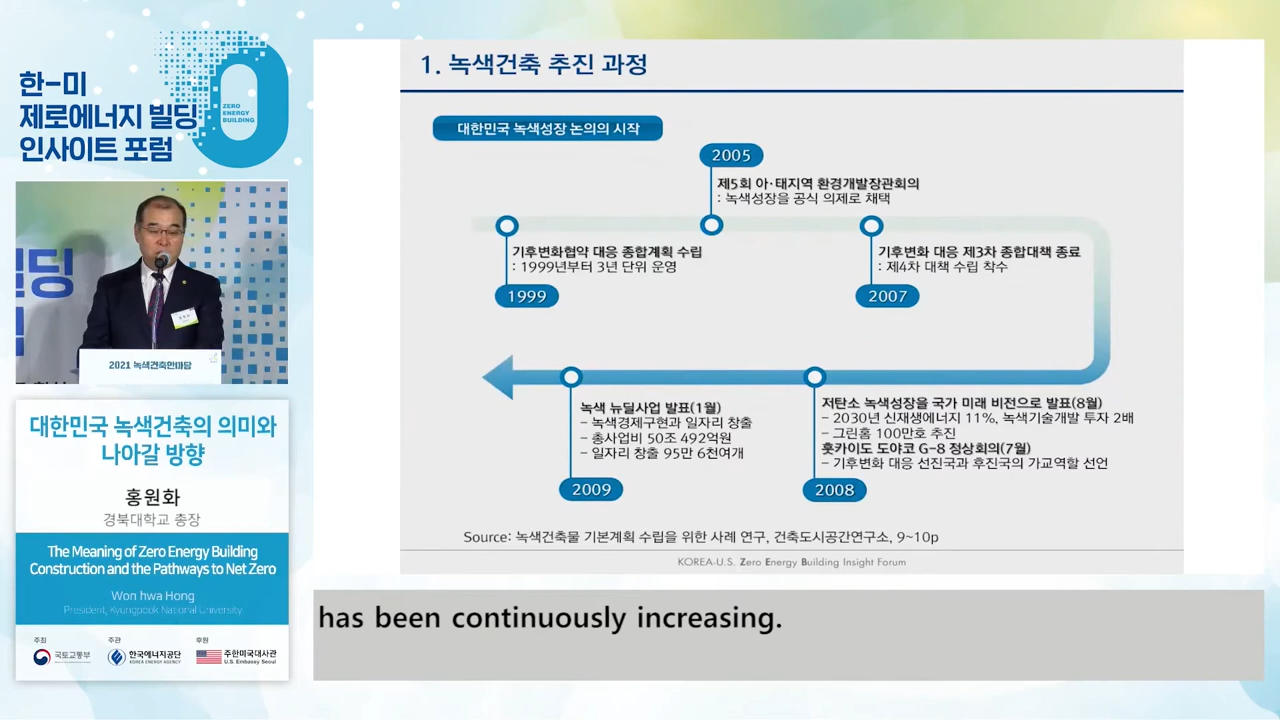 한-미
제로에너지 빌딩
인사이트 포럼
ZERO
ENERGY
BUILDING
2021 녹색건축한마당
대한민국 녹색건축의 의미와
나아갈 방향
홍원화
경북대학교 총장
The Meaning of Zero Energy Building
Construction and the Pathways to Net Zero
Won hwa Hong
President, Kyungpook National University
주최
국토교통부
주관
한국에너지공단
KOREA ENERGY AGENCY
후원
주한미국대사관
U.S. Embassy Seoul
1. 녹색건축 추진 과정
대한민국 녹색성장 논의의 시작
2005
제5회 아·태지역 환경개발장관회의
: 녹색성장을 공식 의제로 채택
기후변화협약 대응 종합계획 수립
: 1999년부터 3년 단위 운영
1999
기후변화 대응 제3차 종합대책 종료
: 제4차 대책 수립 착수
2007
녹색 뉴딜사업 발표(1월)
– 녹색경제구현과 일자리 창출
– 총사업비 50조 492억원
– 일자리 창출 95만 6천여개
2009
저탄소 녹색성장을 국가 미래 비전으로 발표(8월)
– 2030년 신재생에너지 11%, 녹색기술개발 투자 2배
– 그린홈 100만호 추진
홋카이도 도야코 G-8 정상회의(7월)
– 기후변화 대응 선진국과 후진국의 가교역할 선언
2008
Source: 녹색건축물 기본계획 수립을 위한 사례 연구, 건축도시공간연구소, 9~10p
KOREA-U.S. Zero Energy Building Insight Forum
has been continuously increasing.